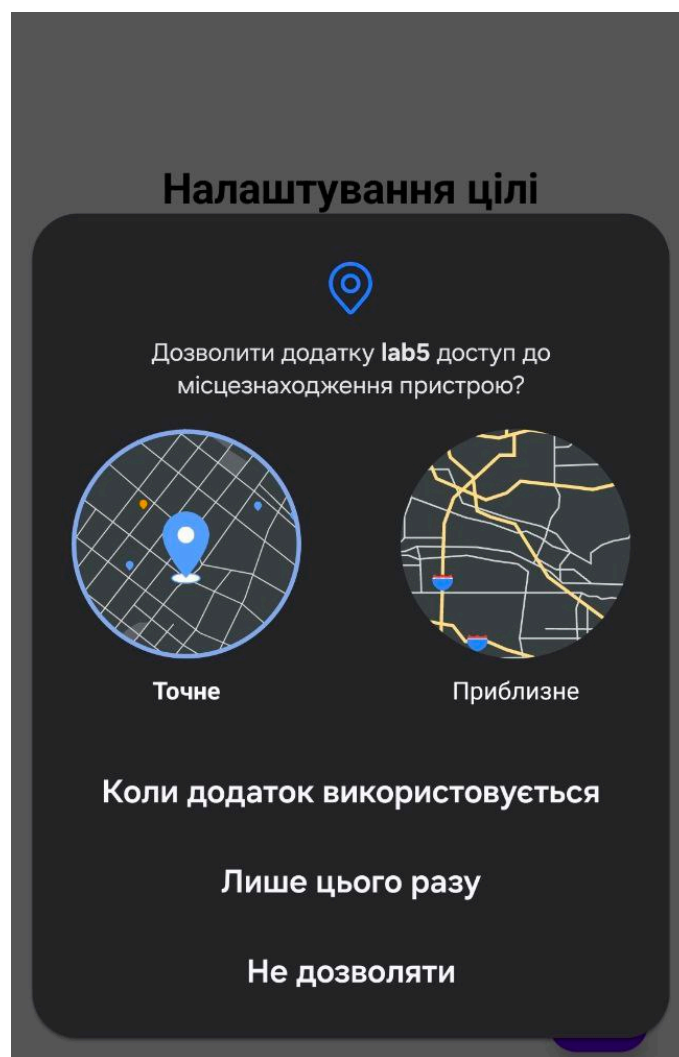 Налаштування цілі
Дозволити додатку lab5 доступ до
місцезнаходження пристрою?
Точне
Приблизне
Коли додаток використовується
Лише цього разу
Не дозволяти